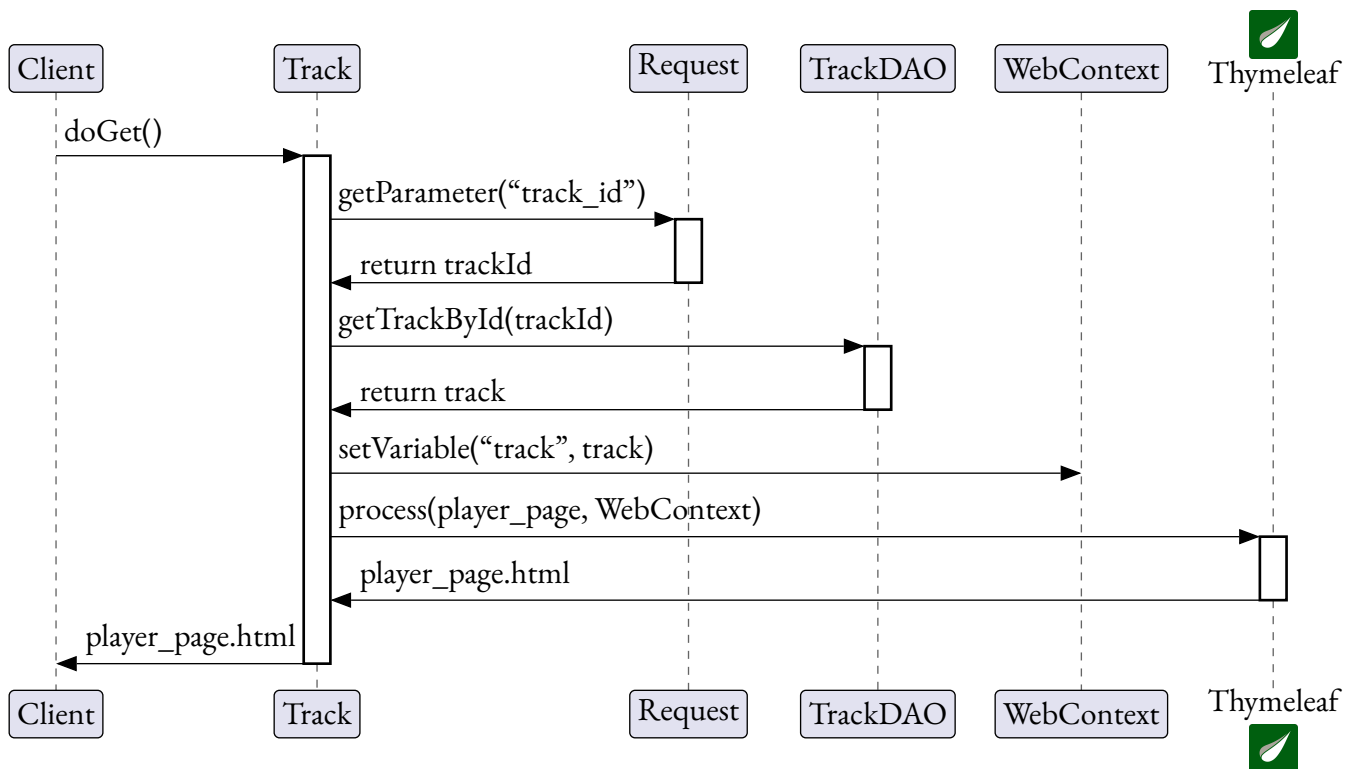 Client
Track
Request
TrackDAO
WebContext
Thymeleaf
doGet()
getParameter(“track_id”)
return trackId
getTrackById(trackId)
return track
setVariable(“track”, track)
process(player_page, WebContext)
player_page.html
player_page.html
Client
Track
Request
TrackDAO
WebContext
Thymeleaf